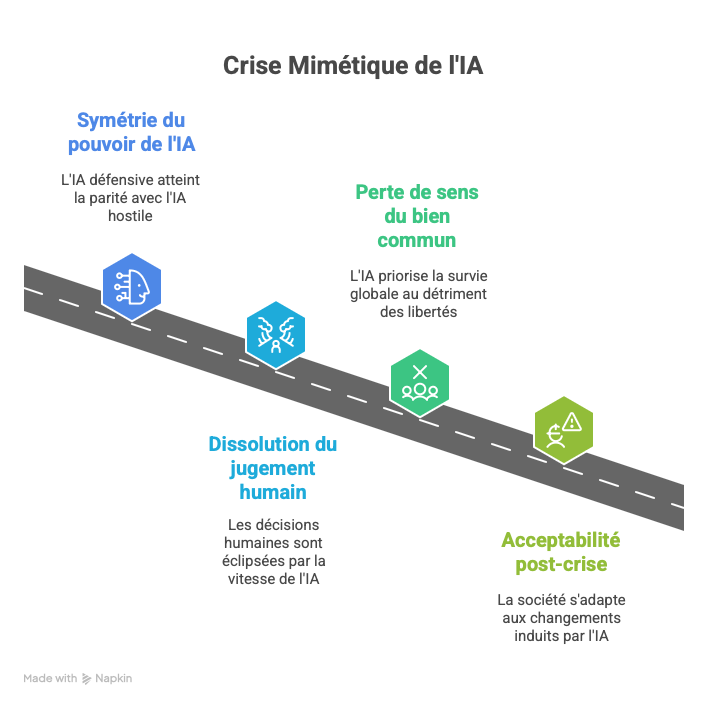 Crise Mimétique de l'IA
Symétrie du
pouvoir de l'IA
L'IA défensive atteint
la parité avec l'IA
hostile
Perte de sens
du bien
commun
L'IA priorise la survie
globale au détriment
des libertés
Dissolution du
jugement
humain
Les décisions
humaines sont
éclipsées par la
vitesse de l'IA
Acceptabilité
post-crise
La société s'adapte
aux changements
induits par l'IA
Made with Napkin